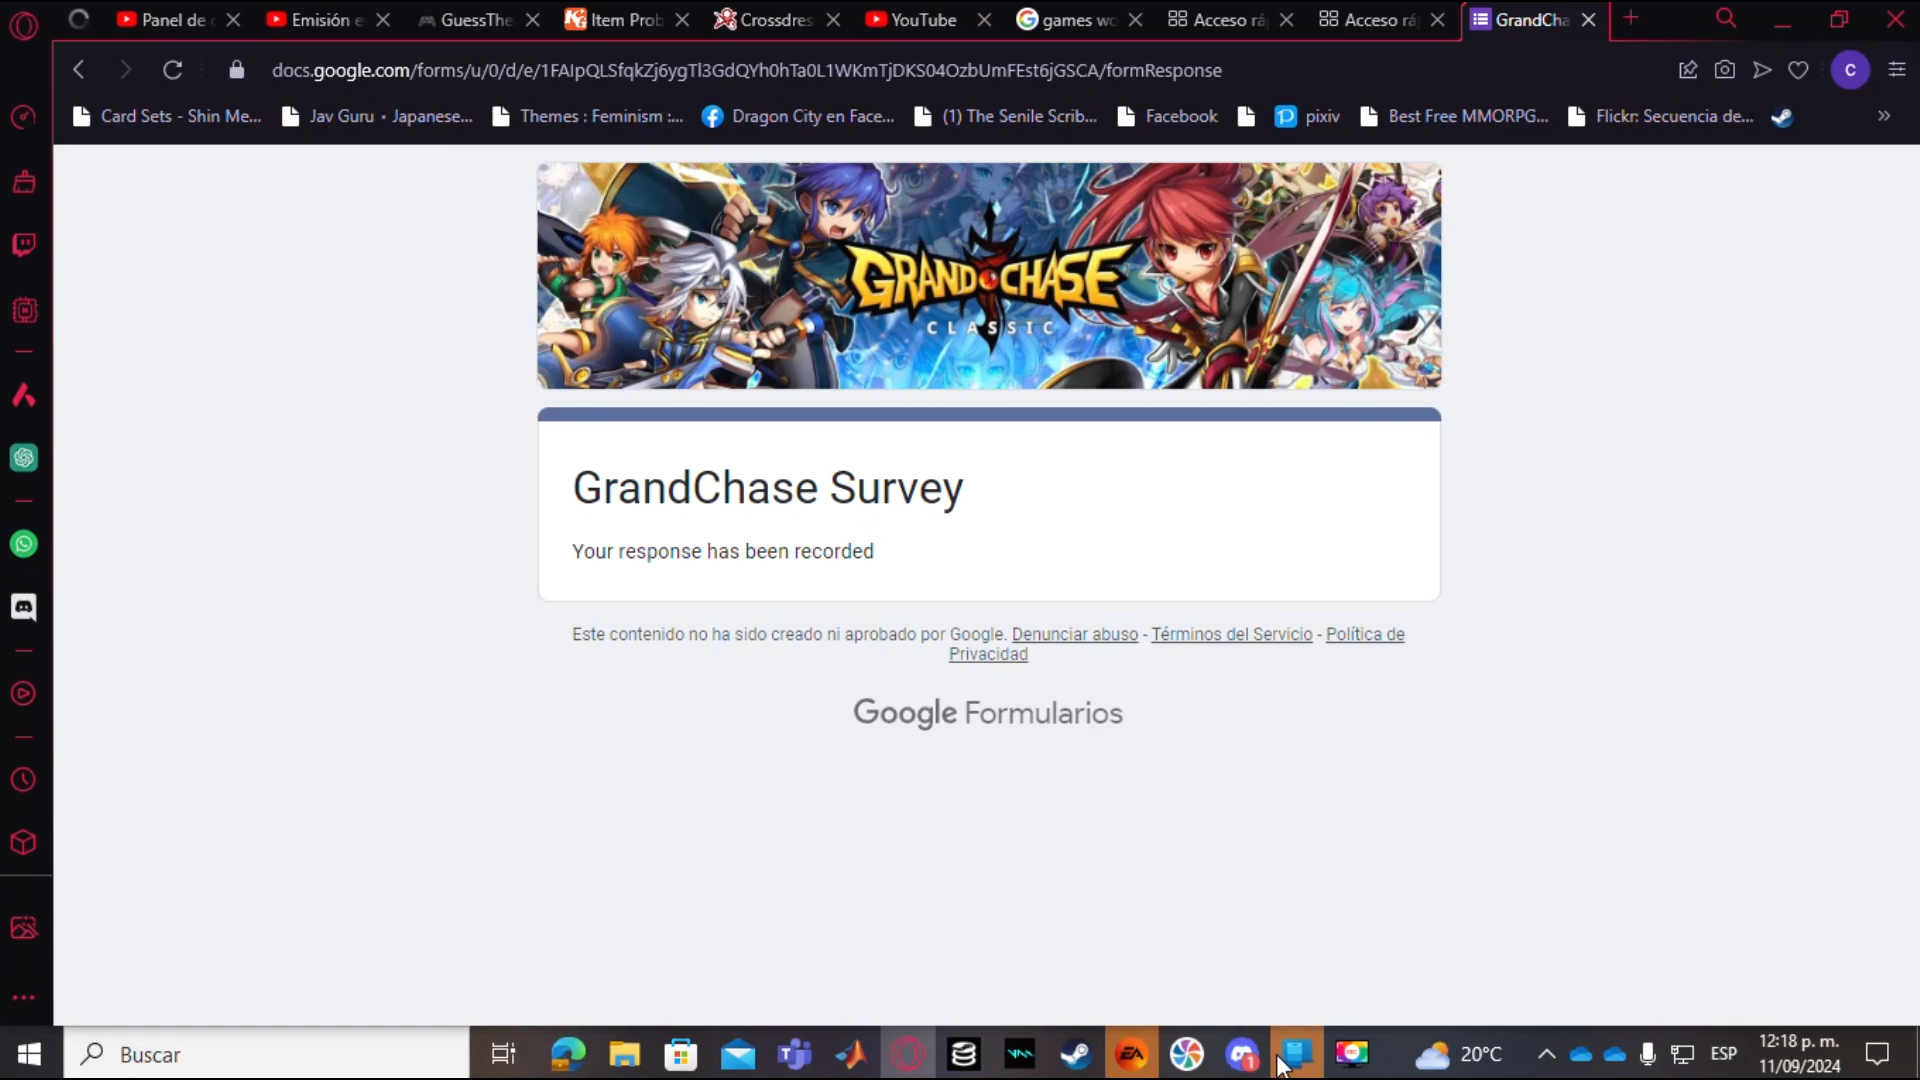 Panel de
Emisión e
GuessThe
Item Prob
Crossdres
YouTube
games wo
Acceso rá
Acceso rá
GrandCha
docs.google.com/forms/u/0/d/e/1FAIpQLSfqkZj6ygTl3GdQYh0hTa0L1WKmTjDKS04OzbUmFEst6jGSCA/formResponse
C
Card Sets - Shin Me...
Jav Guru • Japanese...
Themes : Feminism :...
Dragon City en Face...
(1) The Senile Scrib...
Facebook
pixiv
Best Free MMORPG...
Flickr: Secuencia de...
GRAND CHASE
CLASSIC
GrandChase Survey
Your response has been recorded
Este contenido no ha sido creado ni aprobado por Google. Denunciar abuso - Términos del Servicio - Política de
Privacidad
Google Formularios
Buscar
EA
1
20°C
ESP
12:18 p. m.
11/09/2024